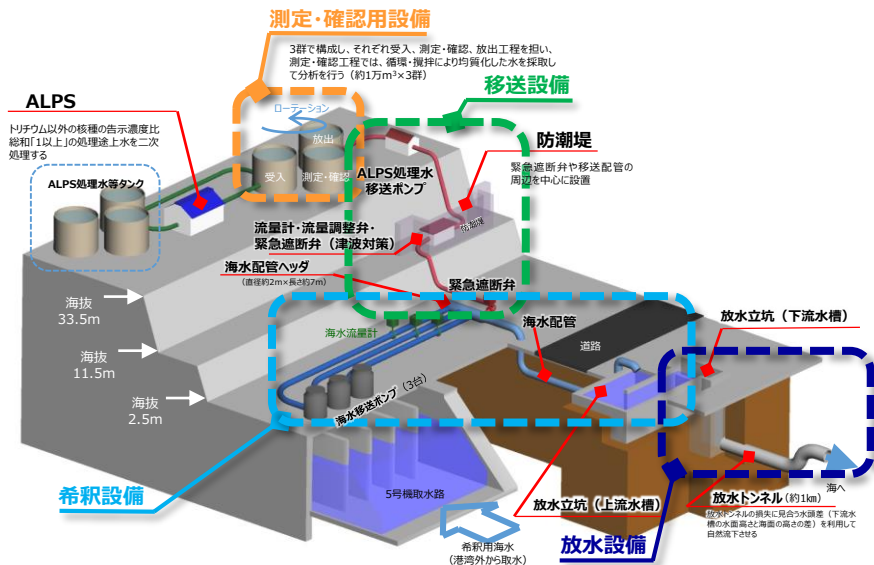 測定・確認用設備
3群で構成し、それぞれ受入、測定・確認、放出工程を担い、
測定・確認工程では、循環・攪拌により均質化した水を採取し
て分析を行う（約1万m³×3群）
移送設備
ALPS
トリチウム以外の核種の告示濃度比
総和「1以上」の処理途上水を二次
処理する
ローテーション
放出
受入
測定・確認
防潮堤
緊急遮断弁や移送配管の
周辺を中心に設置
ALPS処理水等タンク
ALPS処理水
移送ポンプ
防潮堤
流量計・流量調整弁・
緊急遮断弁（津波対策）
海水配管ヘッダ
（直径約2m×長さ約7m）
緊急遮断弁
海抜
33.5m
海水流量計
海水配管
道路
放水立坑（下流水槽）
海抜
11.5m
海抜
2.5m
海水移送ポンプ（3台）
希釈設備
5号機取水路
放水立坑（上流水槽）
放水トンネル（約1km）
海へ
放水トンネルの損失に見合う水頭差（下流水
槽の水面高さと海面の高さの差）を利用して
自然流下させる
希釈用海水
（港湾外から取水）
放水設備